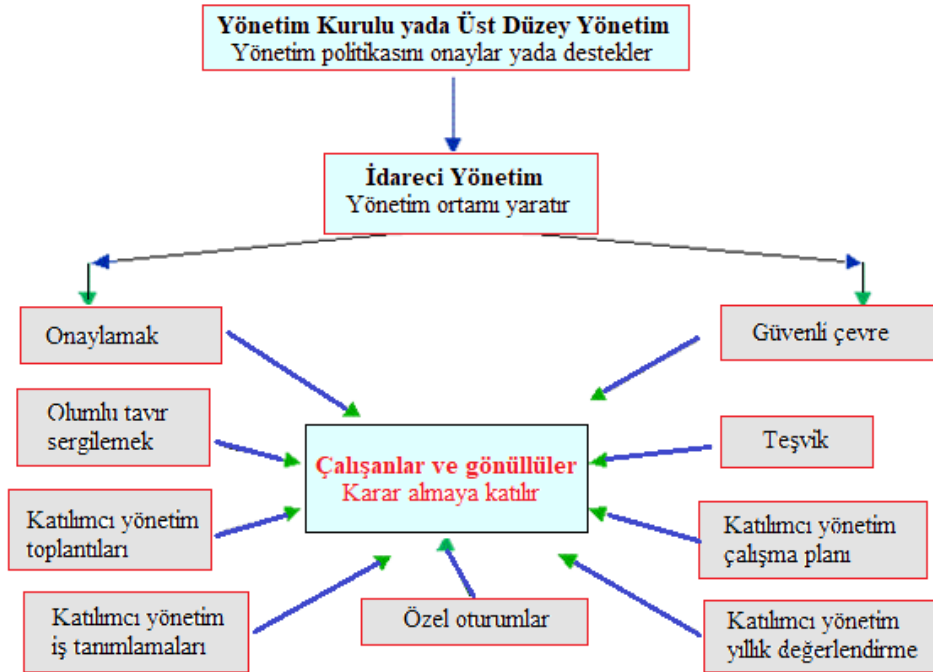 Yönetim Kurulu yada Üst Düzey Yönetim
Yönetim politikasını onaylar yada destekler
İdareci Yönetim
Yönetim ortamı yaratır
Onaylamak
Güvenli çevre
Olumlu tavır
sergilemek
Teşvik
Çalışanlar ve gönüllüler
Karar almaya katılır
Katılımcı yönetim
toplantıları
Katılımcı yönetim
çalışma planı
Katılımcı yönetim
iş tanımlamaları
Özel oturumlar
Katılımcı yönetim
yıllık değerlendirme